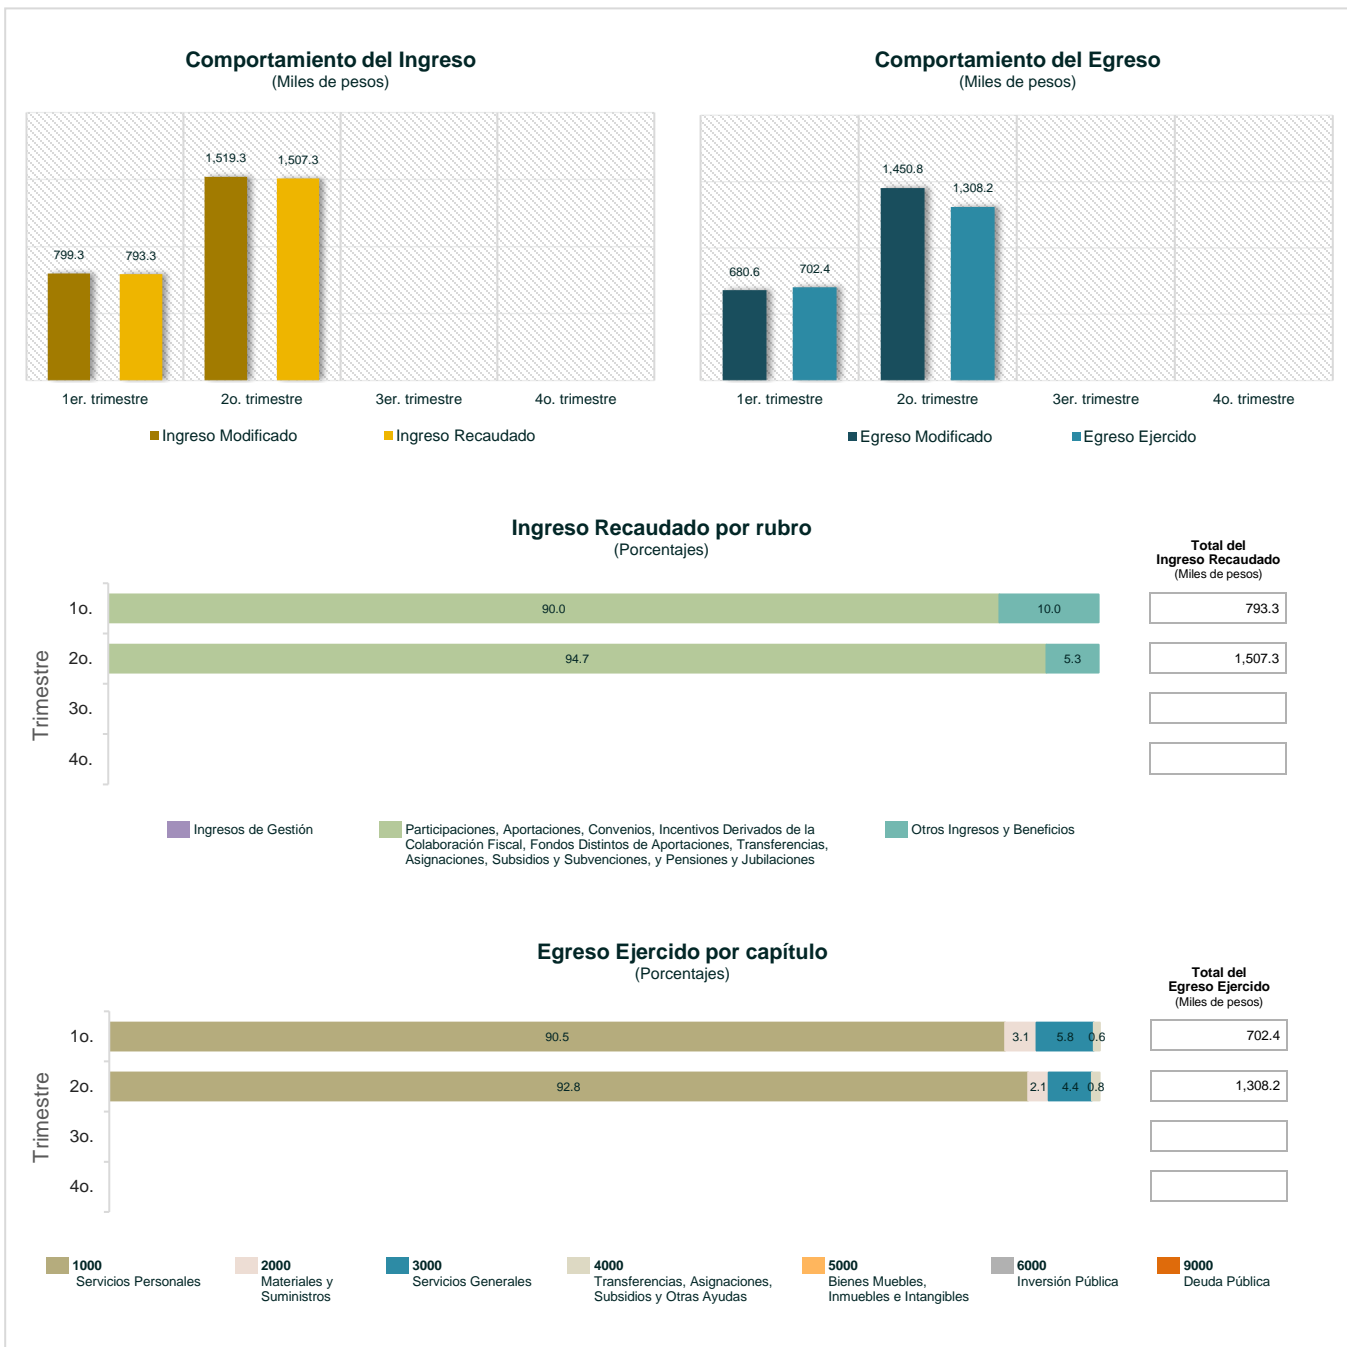 Comportamiento del Ingreso
(Miles de pesos)
1,519.3
1,507.3
799.3
793.3
1er. trimestre
2o. trimestre
3er. trimestre
4o. trimestre
Ingreso Modificado
Ingreso Recaudado
Comportamiento del Egreso
(Miles de pesos)
1,450.8
1,308.2
680.6
702.4
1er. trimestre
2o. trimestre
3er. trimestre
4o. trimestre
Egreso Modificado
Egreso Ejercido
Ingreso Recaudado por rubro
(Porcentajes)
Total del
Ingreso Recaudado
(Miles de pesos)
Trimestre
1o.
90.0
10.0
793.3
2o.
94.7
5.3
1,507.3
3o.
4o.
Ingresos de Gestión
Participaciones, Aportaciones, Convenios, Incentivos Derivados de la
Colaboración Fiscal, Fondos Distintos de Aportaciones, Transferencias,
Asignaciones, Subsidios y Subvenciones, y Pensiones y Jubilaciones
Otros Ingresos y Beneficios
Egreso Ejercido por capítulo
(Porcentajes)
Total del
Egreso Ejercido
(Miles de pesos)
Trimestre
1o.
90.5
3.1
5.8
0.6
702.4
2o.
92.8
2.1
4.4
0.8
1,308.2
3o.
4o.
1000
Servicios Personales
2000
Materiales y
Suministros
3000
Servicios Generales
4000
Transferencias, Asignaciones,
Subsidios y Otras Ayudas
5000
Bienes Muebles,
Inmuebles e Intangibles
6000
Inversión Pública
9000
Deuda Pública